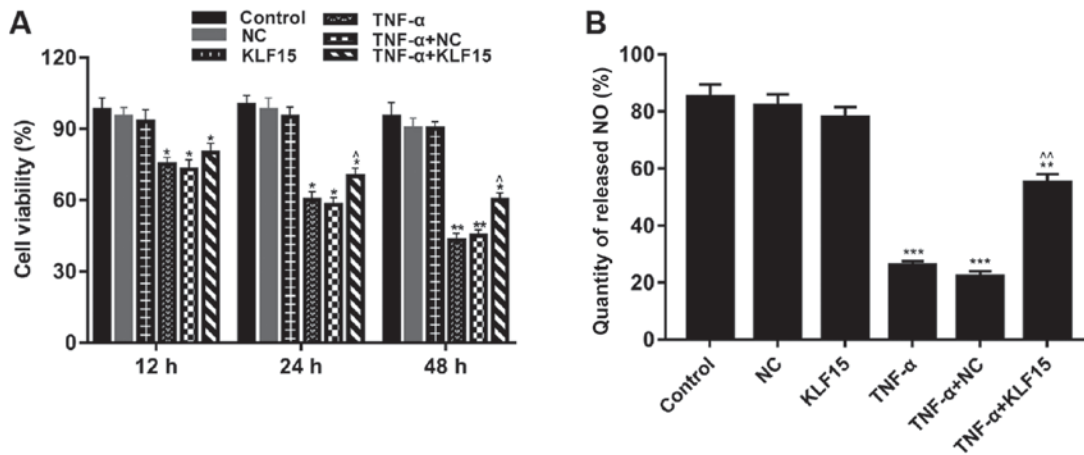 A
Control
NC
KLF15
TNF-α
TNF-α+NC
TNF-α+KLF15
Cell viability (%)
120
90
60
30
0
* * *
* * ^ *
** ** ^ *
12 h 24 h 48 h
B
Quantity of released NO (%)
100
80
60
40
20
0
*** *** ^^ **
Control NC KLF15 TNF-α TNF-α+NC TNF-α+KLF15